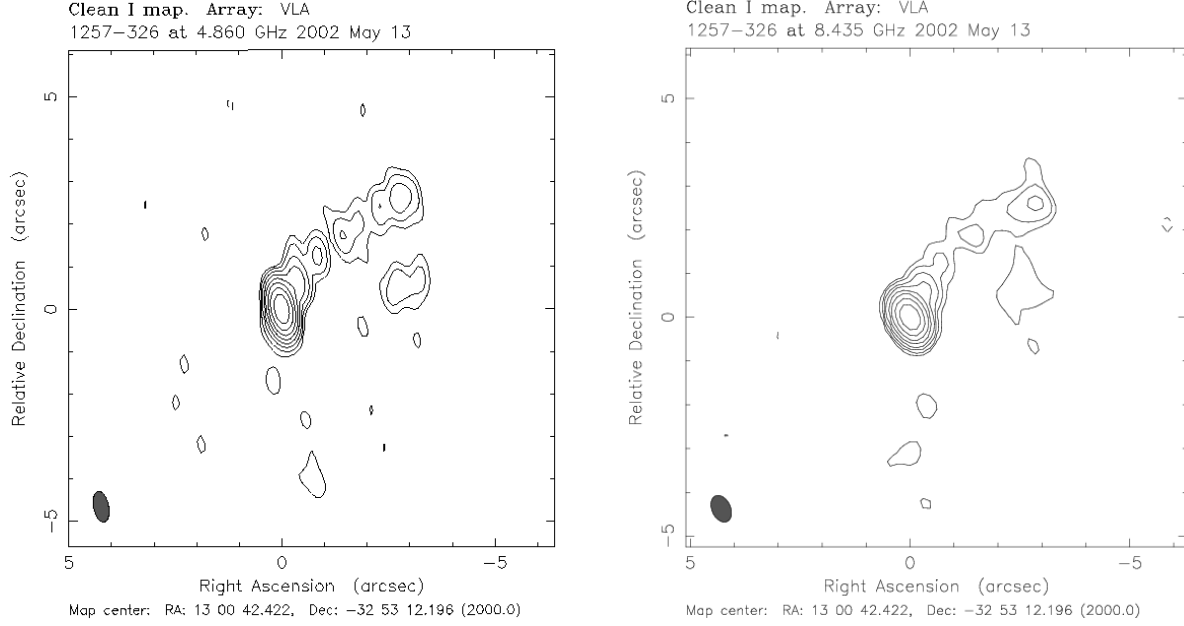 Clean I map. Array: VLA
1257−326 at 4.860 GHz 2002 May 13
Relative Declination (arcsec)
5
0
−5
5
0
−5
Right Ascension (arcsec)
Map center: RA: 13 00 42.422, Dec: −32 53 12.196 (2000.0)
Clean I map. Array: VLA
1257−326 at 8.435 GHz 2002 May 13
Relative Declination (arcsec)
5
0
−5
5
0
−5
Right Ascension (arcsec)
Map center: RA: 13 00 42.422, Dec: −32 53 12.196 (2000.0)